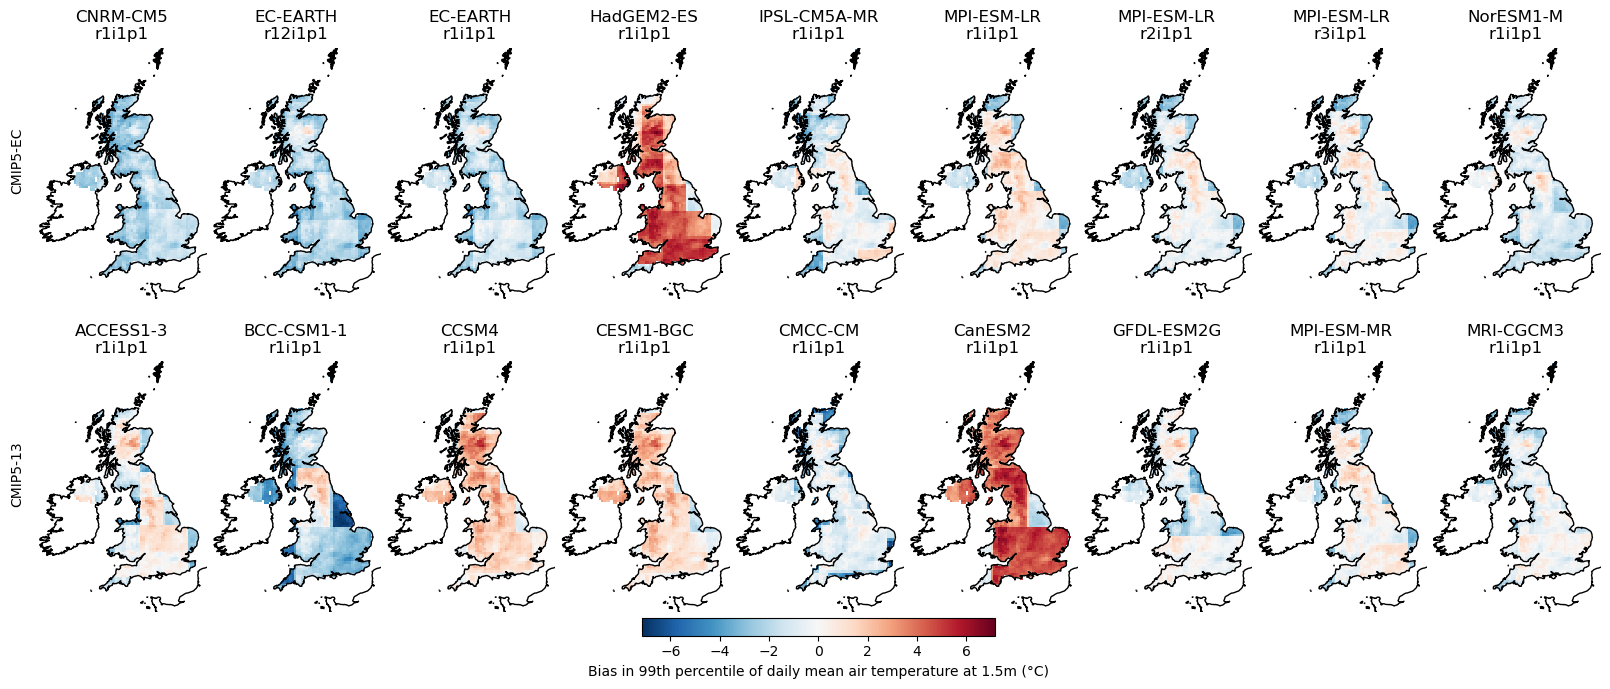 CNRM-CM5 EC-EARTH EC-EARTH HadGEM2-ES IPSL-CM5A-MR MPI-ESM-LR MPI-ESM-LR MPI-ESM-LR NorESM1-M
r1i1p1 r12i1p1 r1i1p1 r1i1p1 r1i1p1 r1i1p1 r2i1p1 r3i1p1 r1i1p1
CMIP5-EC
ACCESS1-3 BCC-CSM1-1 CCSM4 CESM1-BGC CMCC-CM CanESM2 GFDL-ESM2G MPI-ESM-MR MRI-CGCM3
r1i1p1 r1i1p1 r1i1p1 r1i1p1 r1i1p1 r1i1p1 r1i1p1 r1i1p1 r1i1p1
CMIP5-13
−6 −4 −2 0 2 4 6
Bias in 99th percentile of daily mean air temperature at 1.5m (°C)